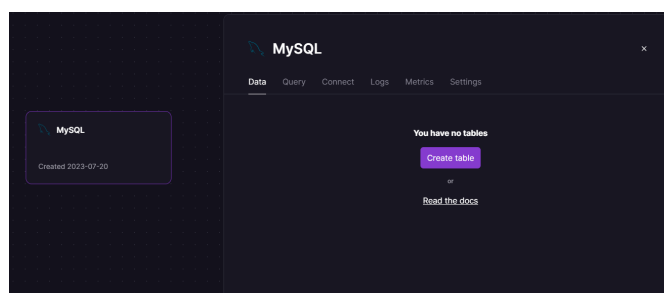 MySQL
Created 2023-07-20
MySQL
×
Data Query Connect Logs Metrics Settings
You have no tables
Create table
or
Read the docs